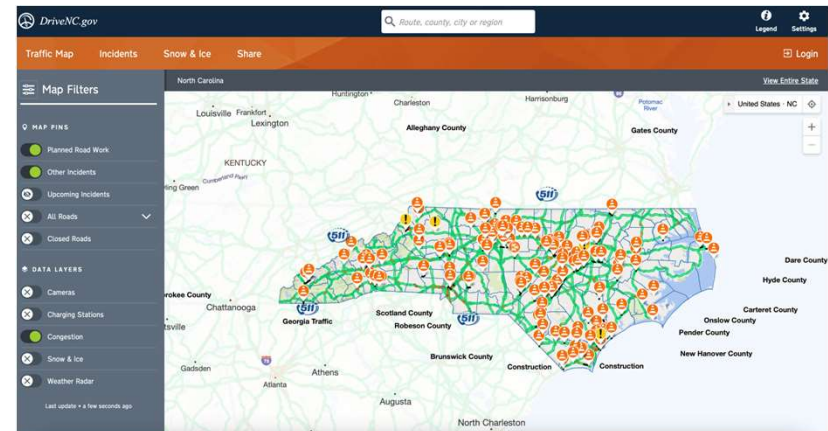 DriveNC.gov
Route, county, city or region
Legend
Settings
Traffic Map
Incidents
Snow & Ice
Share
Login
Map Filters
North Carolina
View Entire State
MAP PINS
Planned Road Work
Other Incidents
Upcoming Incidents
All Roads
Closed Roads
DATA LAYERS
Cameras
Charging Stations
Congestion
Snow & Ice
Weather Radar
Last update • a few seconds ago
United States - NC
Huntington
Charleston
Harrisonburg
Potomac
River
Louisville
Frankfort
Lexington
Alleghany County
Gates County
KENTUCKY
ling Green
Cumberland Pkwy
511
511
511
511
Dare County
Hyde County
rokee County
Chattanooga
Scotland County
Carteret County
Georgia Traffic
Robeson County
Onslow County
tsville
Pender County
Brunswick County
New Hanover County
Gadsden
Athens
Construction
Construction
Atlanta
Augusta
North Charleston